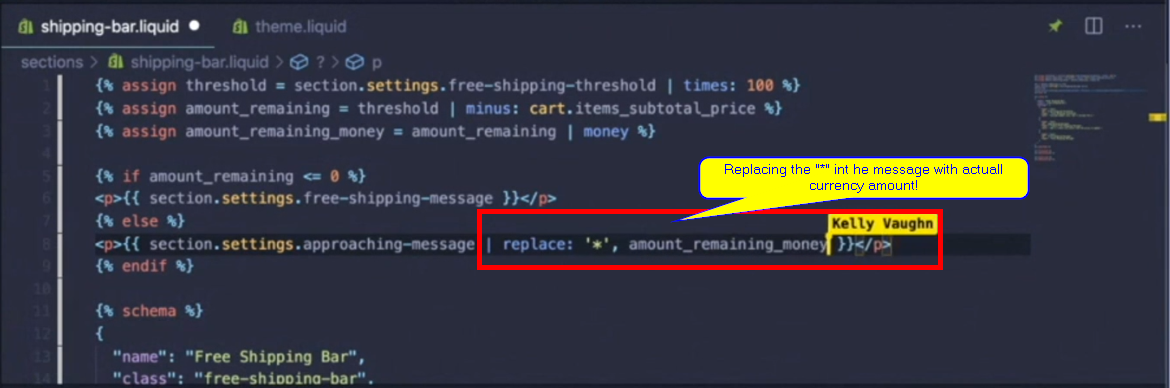 shipping-bar.liquid ● theme.liquid ...
sections > shipping-bar.liquid > ? > p
1 {% assign threshold = section.settings.free-shipping-threshold | times: 100 %}
2 {% assign amount_remaining = threshold | minus: cart.items_subtotal_price %}
3 {% assign amount_remaining_money = amount_remaining | money %}
4
5 {% if amount_remaining <= 0 %}
Replacing the "*" int he message with actuall
currency amount!
6 <p>{{ section.settings.free-shipping-message }}</p>
7 {% else %}
Kelly Vaughn
8 <p>{{ section.settings.approaching-message | replace: '*', amount_remaining_money }}</p>
9 {% endif %}
10
11 {% schema %}
12 {
13 "name": "Free Shipping Bar",
14 "class": "free-shipping-bar",